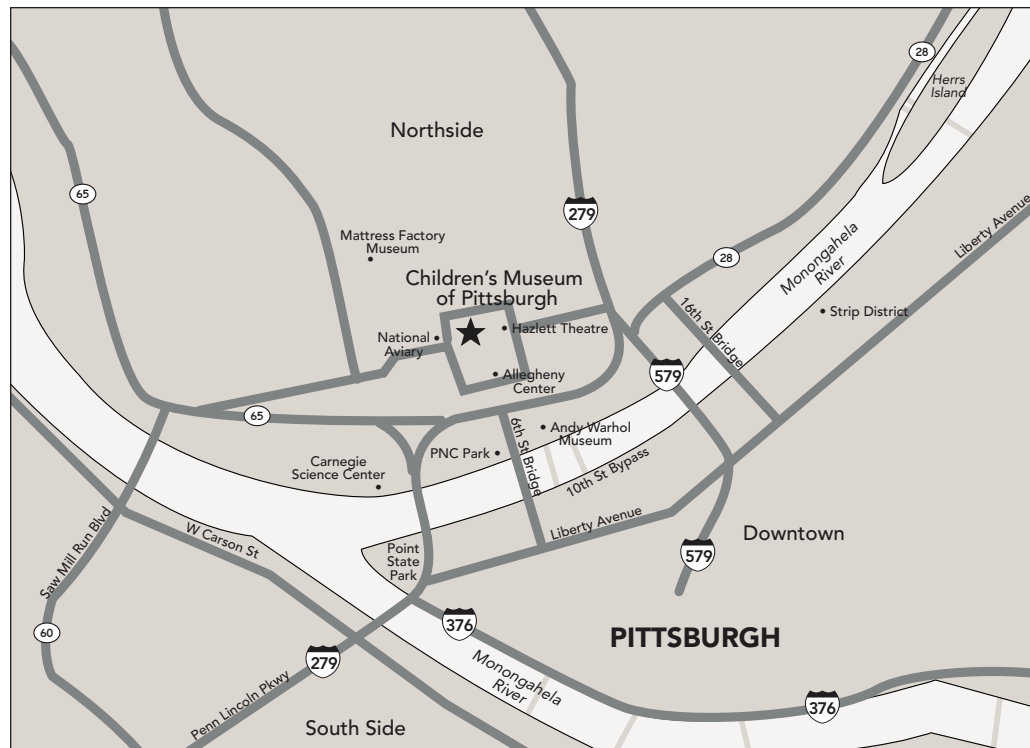 28
Herrs
Island
Northside
65
279
Liberty Avenue
Mattress Factory
Museum
Monongahela
River
28
Children's Museum
of Pittsburgh
16th St Bridge
Strip District
Hazlett Theatre
National
Aviary
Allegheny
Center
579
65
6th St Bridge
Andy Warhol
Museum
PNC Park
Carnegie
Science Center
10th St Bypass
Saw Mill Run Blvd
W Carson St
Liberty Avenue
Downtown
Point
State
Park
579
60
376
PITTSBURGH
279
Monongahela
River
Penn Lincoln Pkwy
376
South Side